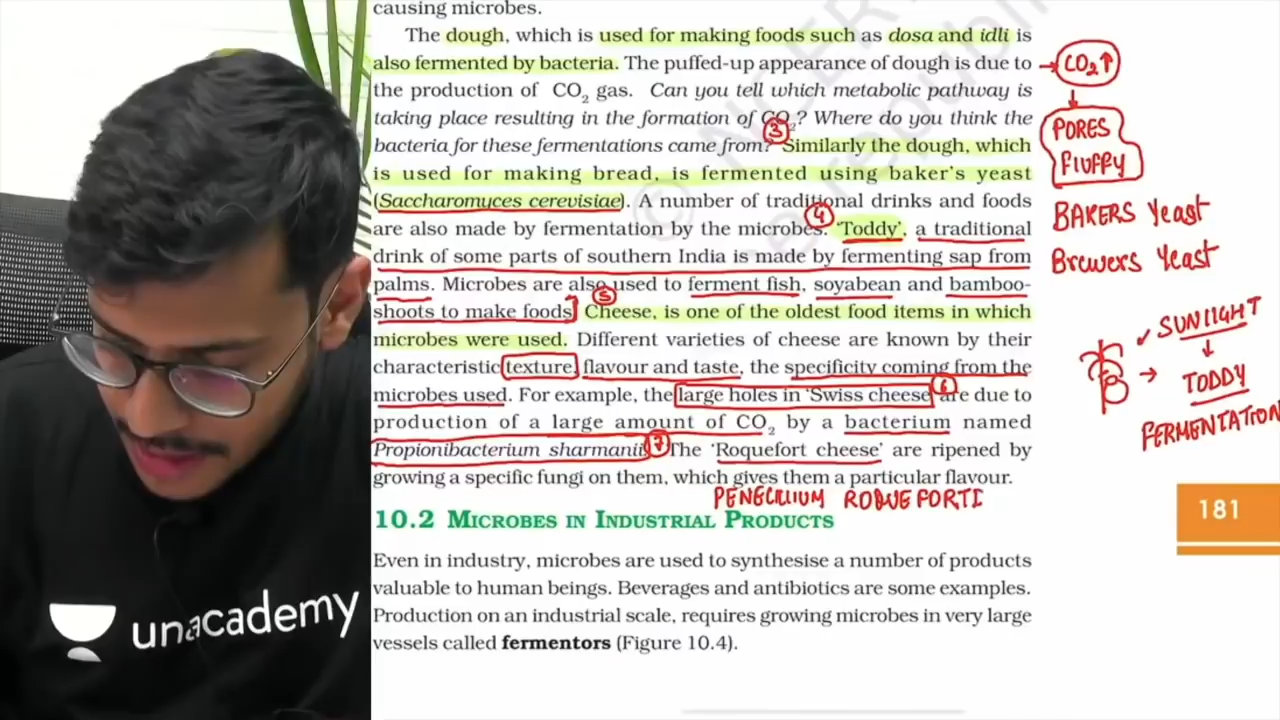 causing microbes.
The dough, which is used for making foods such as dosa and idli is
also fermented by bacteria. The puffed-up appearance of dough is due to
the production of CO₂ gas. Can you tell which metabolic pathway is
taking place resulting in the formation of CO₂? Where do you think the
bacteria for these fermentations came from? Similarly the dough, which
is used for making bread, is fermented using baker's yeast
(Saccharomyces cerevisiae). A number of traditional drinks and foods
are also made by fermentation by the microbes. 'Toddy', a traditional
drink of some parts of southern India is made by fermenting sap from
palms. Microbes are also used to ferment fish, soyabean and bamboo-
shoots to make foods. Cheese, is one of the oldest food items in which
microbes were used. Different varieties of cheese are known by their
characteristic texture, flavour and taste, the specificity coming from the
microbes used. For example, the large holes in 'Swiss cheese' are due to
production of a large amount of CO₂ by a bacterium named
Propionibacterium sharmanii. The 'Roquefort cheese' are ripened by
growing a specific fungi on them, which gives them a particular flavour.
PENECILLIUM ROQUEFORTI
10.2 MICROBES IN INDUSTRIAL PRODUCTS
Even in industry, microbes are used to synthesise a number of products
valuable to human beings. Beverages and antibiotics are some examples.
Production on an industrial scale, requires growing microbes in very large
vessels called fermentors (Figure 10.4).
3
4
5
6
7
→ CO₂↑
PORES
Fluffy
BAKERS Yeast
Brewers Yeast
✓ SUNLIGHT
→ TODDY
FERMENTATION
181
unacademy
© NCERT
republi